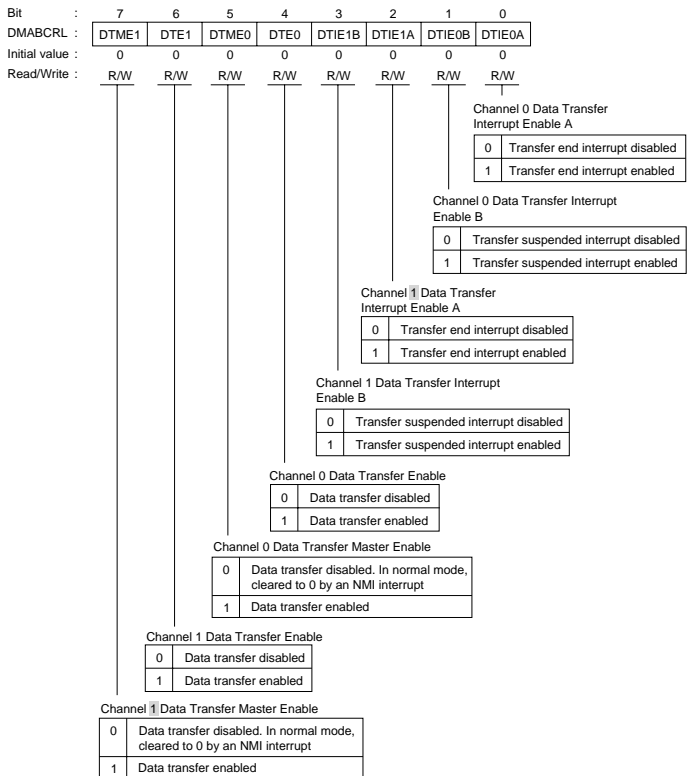 Bit : 7 6 5 4 3 2 1 0
DMABCRL : DTME1 DTE1 DTME0 DTE0 DTIE1B DTIE1A DTIE0B DTIE0A
Initial value : 0 0 0 0 0 0 0 0
Read/Write : R/W R/W R/W R/W R/W R/W R/W R/W
Channel 0 Data Transfer
Interrupt Enable A
0 Transfer end interrupt disabled
1 Transfer end interrupt enabled
Channel 0 Data Transfer Interrupt
Enable B
0 Transfer suspended interrupt disabled
1 Transfer suspended interrupt enabled
Channel 1 Data Transfer
Interrupt Enable A
0 Transfer end interrupt disabled
1 Transfer end interrupt enabled
Channel 1 Data Transfer Interrupt
Enable B
0 Transfer suspended interrupt disabled
1 Transfer suspended interrupt enabled
Channel 0 Data Transfer Enable
0 Data transfer disabled
1 Data transfer enabled
Channel 0 Data Transfer Master Enable
0 Data transfer disabled. In normal mode,
cleared to 0 by an NMI interrupt
1 Data transfer enabled
Channel 1 Data Transfer Enable
0 Data transfer disabled
1 Data transfer enabled
Channel 1 Data Transfer Master Enable
0 Data transfer disabled. In normal mode,
cleared to 0 by an NMI interrupt
1 Data transfer enabled